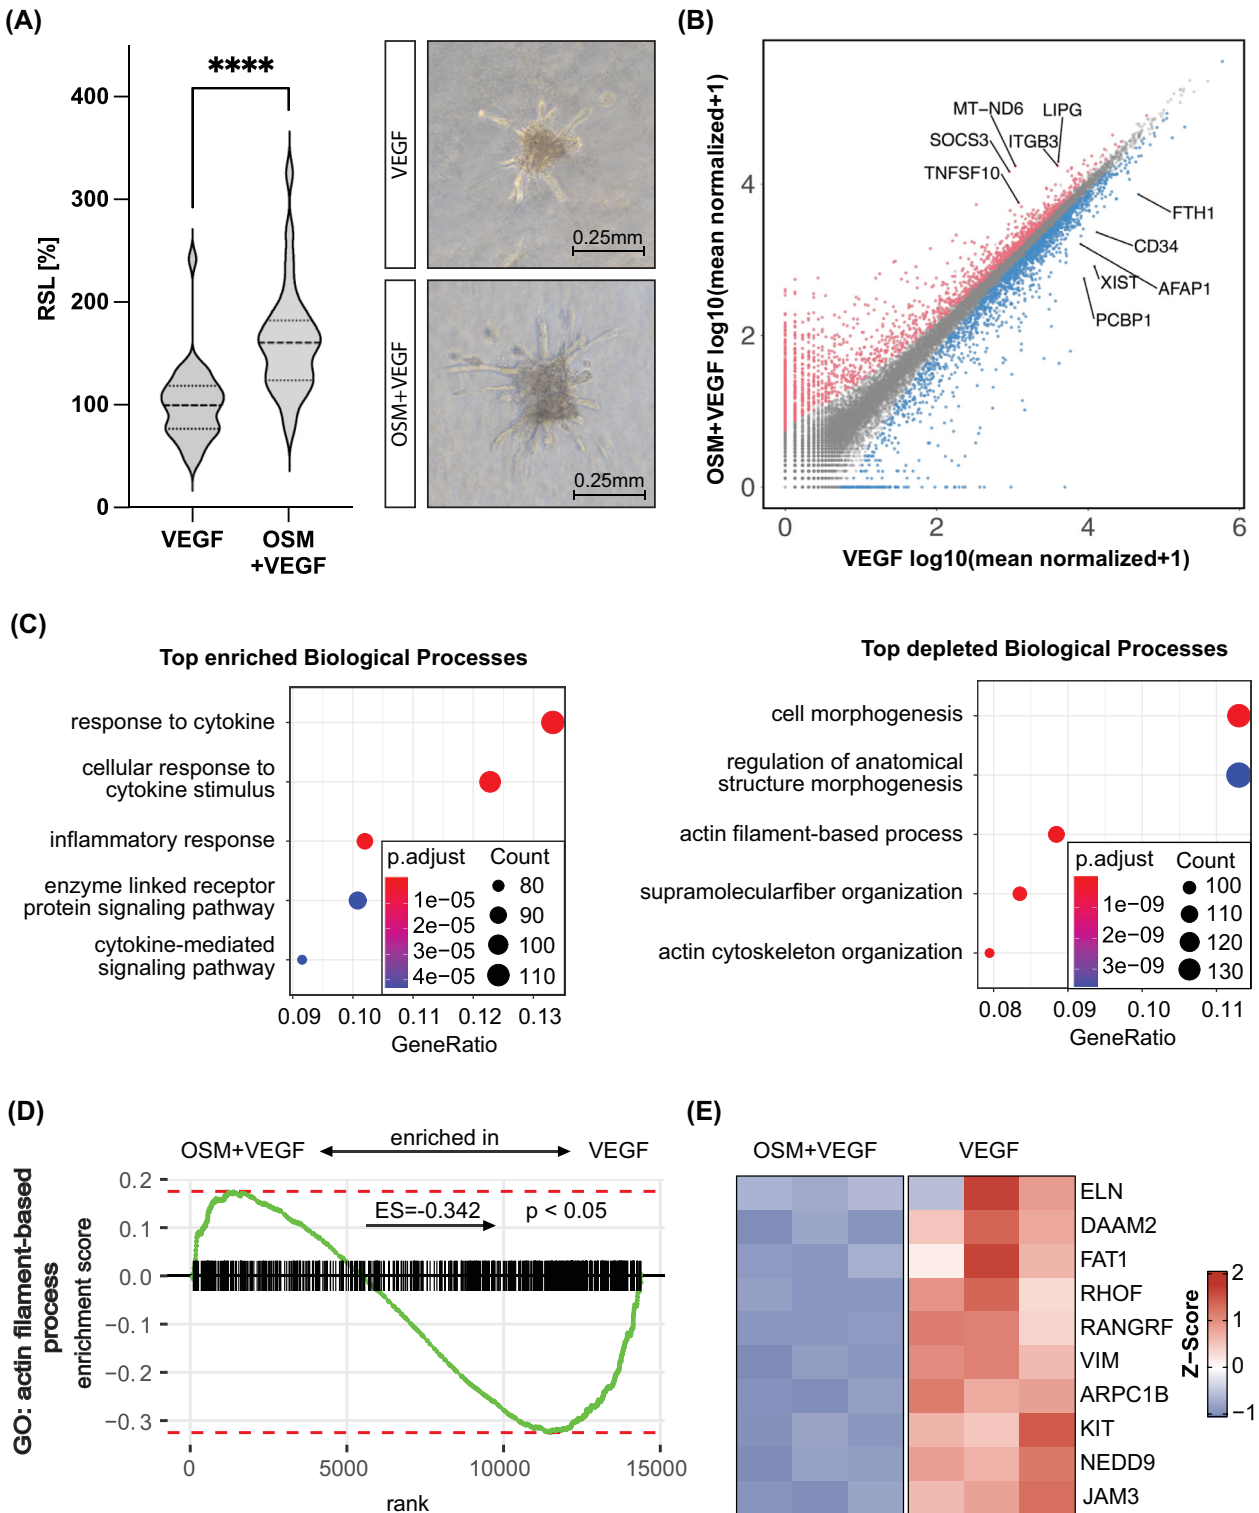 (A)
****
400
300
200
100
0
RSL [%]
VEGF
OSM
+VEGF
VEGF
0.25mm
OSM+VEGF
0.25mm
(B)
OSM+VEGF log10(mean normalized+1)
4
2
0
MT−ND6
LIPG
SOCS3
ITGB3
TNFSF10
FTH1
CD34
XIST
AFAP1
PCBP1
0
2
4
6
VEGF log10(mean normalized+1)
(C)
Top enriched Biological Processes
response to cytokine
cellular response to
cytokine stimulus
inflammatory response
enzyme linked receptor
protein signaling pathway
cytokine-mediated
signaling pathway
p.adjust
1e−05
2e−05
3e−05
4e−05
Count
80
90
100
110
0.09
0.10
0.11
0.12
0.13
GeneRatio
Top depleted Biological Processes
cell morphogenesis
regulation of anatomical
structure morphogenesis
actin filament-based process
supramolecularfiber organization
actin cytoskeleton organization
p.adjust
1e−09
2e−09
3e−09
Count
100
110
120
130
0.08
0.09
0.10
0.11
GeneRatio
(D)
OSM+VEGF
enriched in
VEGF
GO: actin filament-based
process
enrichment score
0.2
0.1
0.0
−0.1
−0.2
−0.3
ES=-0.342
p < 0.05
0
5000
10000
15000
rank
(E)
OSM+VEGF
VEGF
ELN
DAAM2
FAT1
RHOF
RANGRF
VIM
ARPC1B
KIT
NEDD9
JAM3
Z−Score
2
1
0
−1